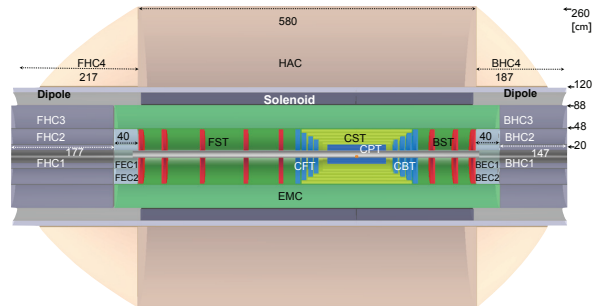 580
260
[cm]
FHC4
HAC
BHC4
217
187
Dipole
Dipole
120
Solenoid
88
FHC3
BHC3
48
FHC2
40
FST
CST
BST
40
BHC2
177
CPT
147
20
FHC1
FEC1
CFT
CBT
BEC1
BHC1
FEC2
BEC2
EMC